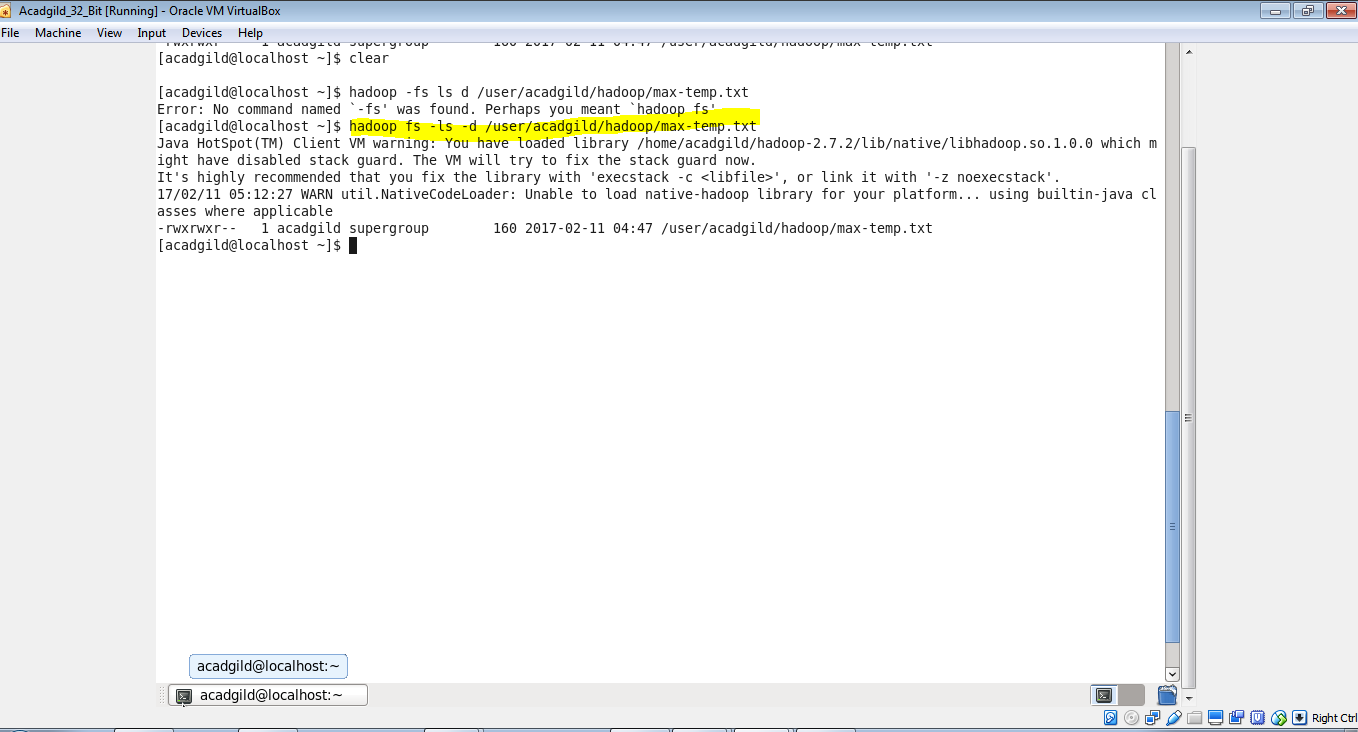 Acadgild_32_Bit [Running] - Oracle VM VirtualBox
File Machine View Input Devices Help
-rwxrwxr-- 1 acadgild supergroup 160 2017-02-11 04:47 /user/acadgild/hadoop/max-temp.txt
[acadgild@localhost ~]$ clear
[acadgild@localhost ~]$ hadoop -fs ls d /user/acadgild/hadoop/max-temp.txt
Error: No command named `-fs' was found. Perhaps you meant `hadoop fs'
[acadgild@localhost ~]$ hadoop fs -ls -d /user/acadgild/hadoop/max-temp.txt
Java HotSpot(TM) Client VM warning: You have loaded library /home/acadgild/hadoop-2.7.2/lib/native/libhadoop.so.1.0.0 which m
ight have disabled stack guard. The VM will try to fix the stack guard now.
It's highly recommended that you fix the library with 'execstack -c <libfile>', or link it with '-z noexecstack'.
17/02/11 05:12:27 WARN util.NativeCodeLoader: Unable to load native-hadoop library for your platform... using builtin-java cl
asses where applicable
-rwxrwxr-- 1 acadgild supergroup 160 2017-02-11 04:47 /user/acadgild/hadoop/max-temp.txt
[acadgild@localhost ~]$
acadgild@localhost:~
acadgild@localhost:~
Right Ctrl